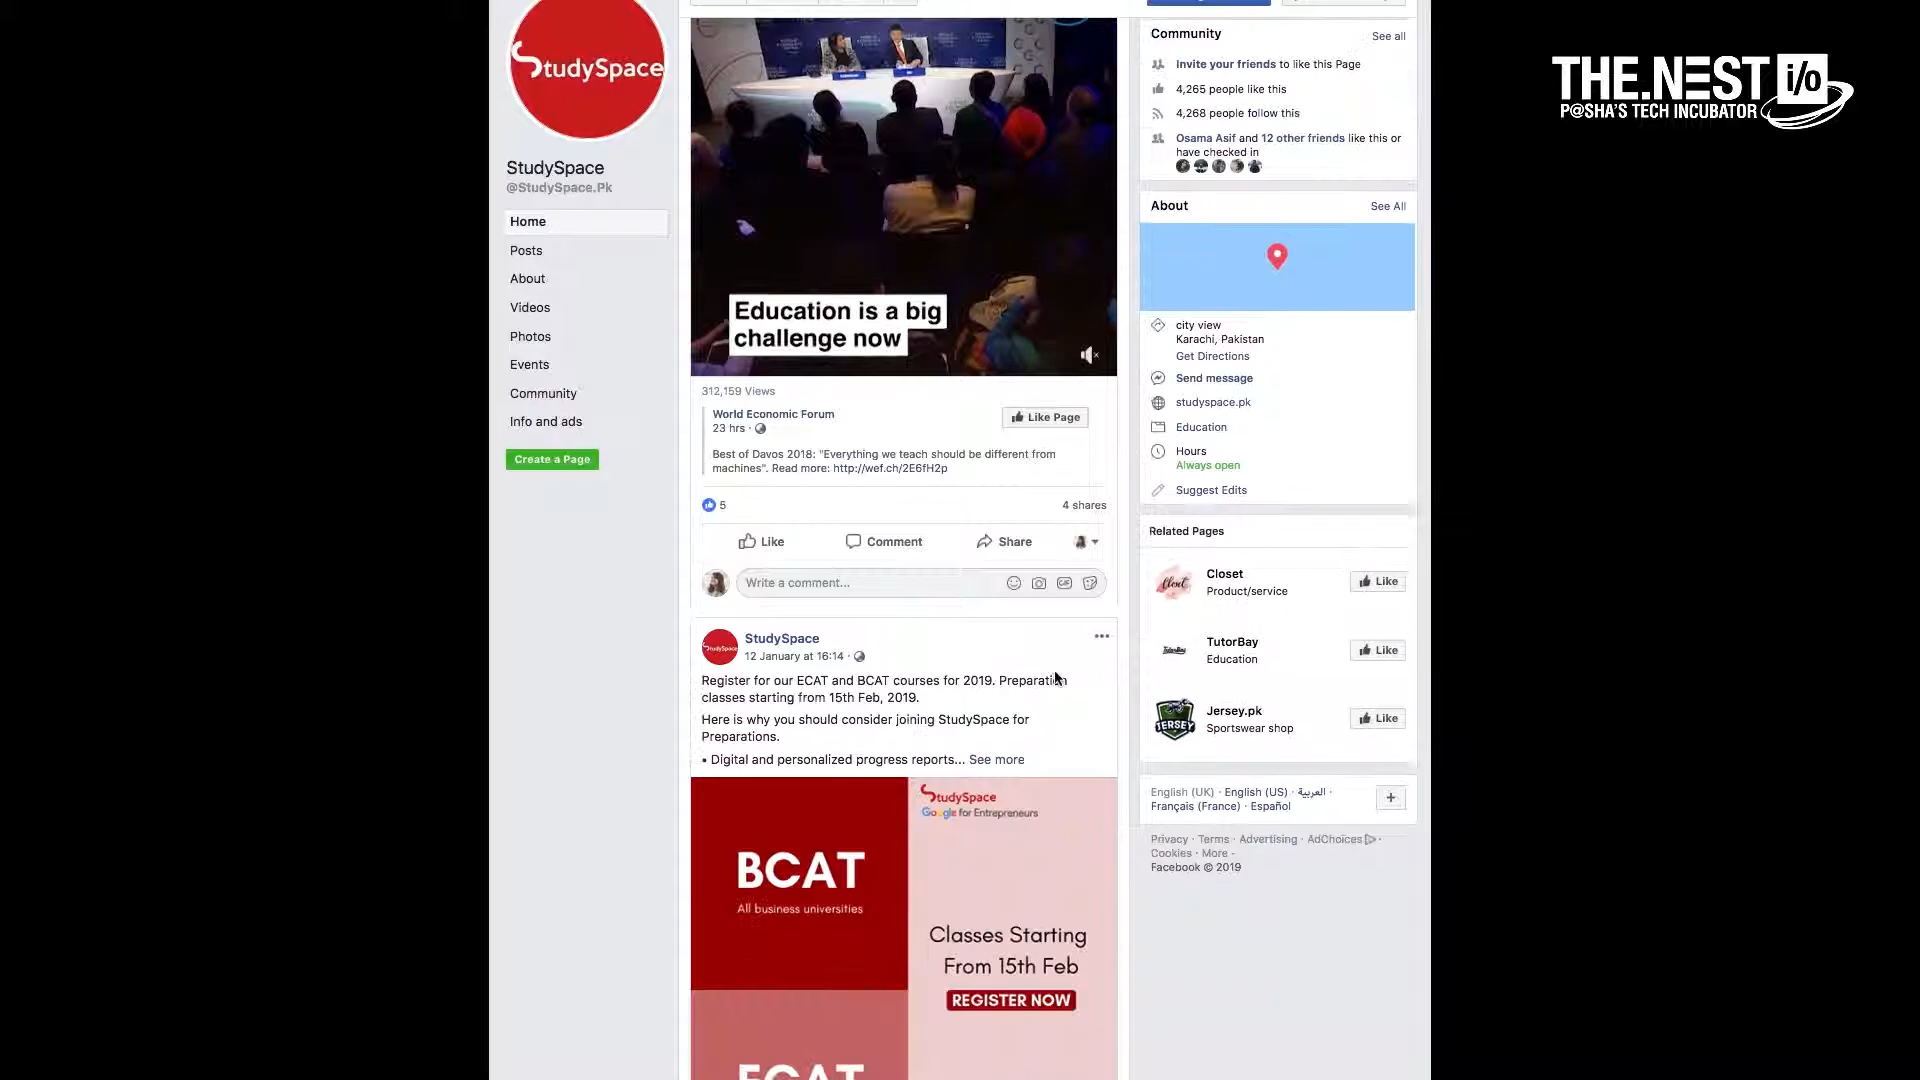 StudySpace
StudySpace
@StudySpace.Pk
Home
Posts
About
Videos
Photos
Events
Community
Info and ads
Create a Page
Education is a big
challenge now
312,159 Views
World Economic Forum
23 hrs ·
Like Page
Best of Davos 2018: "Everything we teach should be different from
machines". Read more: http://wef.ch/2E6fH2p
5
4 shares
Like
Comment
Share
Write a comment...
GIF
StudySpace
StudySpace
12 January at 16:14 ·
Register for our ECAT and BCAT courses for 2019. Preparation
classes starting from 15th Feb, 2019.
Here is why you should consider joining StudySpace for
Preparations.
• Digital and personalized progress reports... See more
BCAT
All business universities
ECAT
StudySpace
Google for Entrepreneurs
Classes Starting
From 15th Feb
REGISTER NOW
Community
See all
Invite your friends to like this Page
4,265 people like this
4,268 people follow this
Osama Asif and 12 other friends like this or
have checked in
About
See All
city view
Karachi, Pakistan
Get Directions
Send message
studyspace.pk
Education
Hours
Always open
Suggest Edits
Related Pages
Closet
Closet
Product/service
Like
TutorBay
TutorBay
Education
Like
JERSEY
Jersey.pk
Sportswear shop
Like
English (UK) · English (US) · العربية ·
Français (France) · Español
+
Privacy · Terms · Advertising · AdChoices ·
Cookies · More
Facebook © 2019
THE.NEST i/o
P@SHA'S TECH INCUBATOR